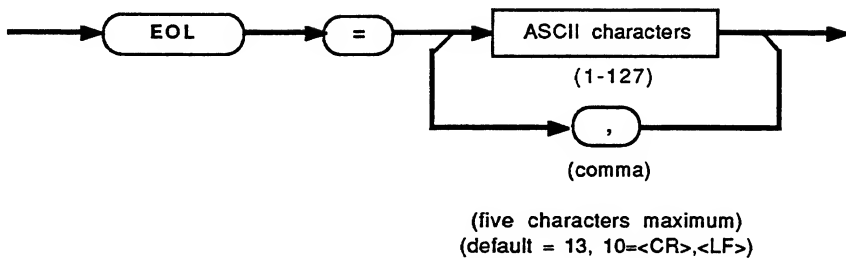 EOL = ASCII characters
(1-127)
,
(comma)
(five characters maximum)
(default = 13, 10=<CR>,<LF>)